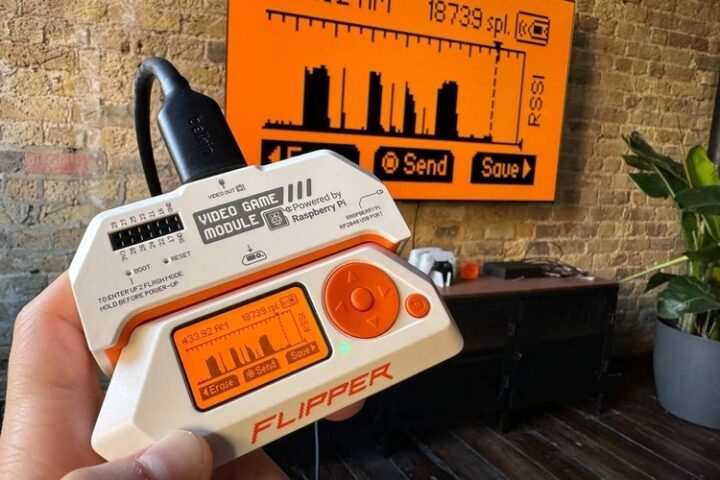 18739 spl.
RSSI
Send
Save
belkin
VIDEO OUT
VIDEO GAME
MODULE
Powered by
Raspberry Pi
RASPBERRY PI
RP2040 USB PORT
BOOT
RESET
TO ENTER UF2 FLASH MODE
HOLD BEFORE POWER-UP
433.92 AM 18739 spl.
RSSI
Erase Send Save
FLIPPER